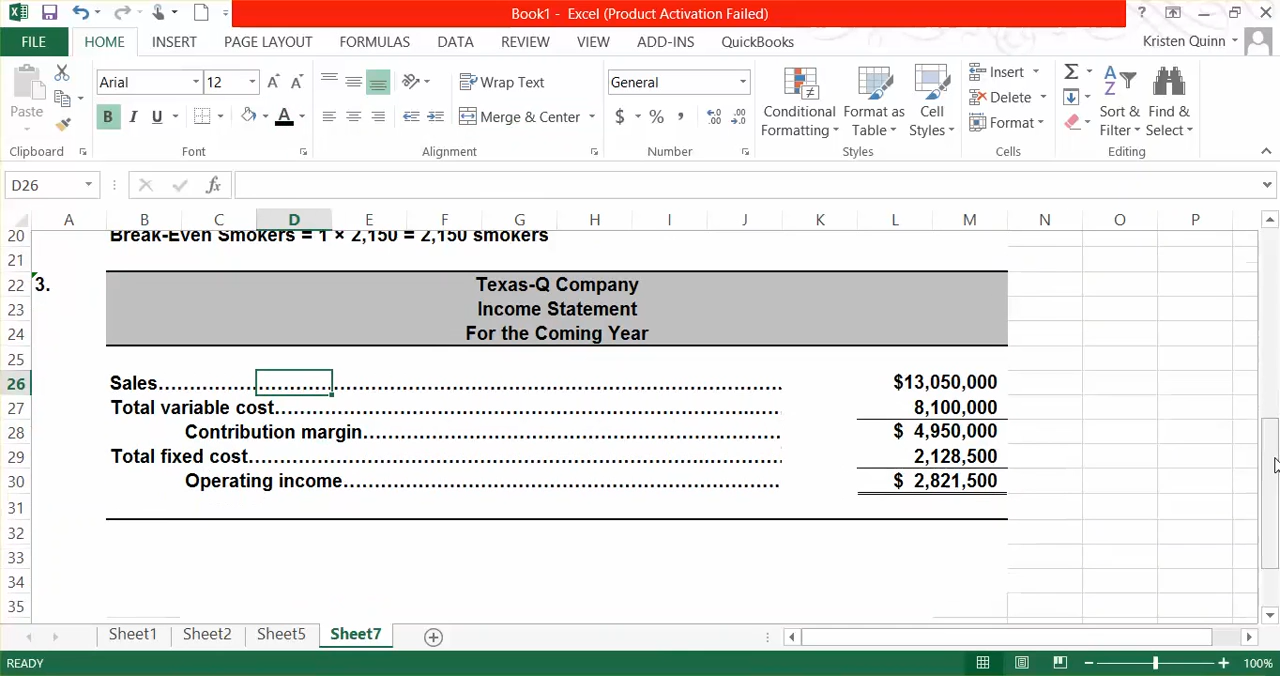 Book1 - Excel (Product Activation Failed)
?
FILE HOME INSERT PAGE LAYOUT FORMULAS DATA REVIEW VIEW ADD-INS QuickBooks Kristen Quinn
Paste
Clipboard
Arial 12
B I U A
Font
Wrap Text
Merge & Center
Alignment
General
$ % ,
Number
Conditional Formatting
Format as Table
Cell Styles
Styles
Insert
Delete
Format
Cells
Sort & Filter
Find & Select
Editing
D26 fx
A B C D E F G H I J K L M N O P
20 Break-Even Smokers = 1 × 2,150 = 2,150 smokers
21
22 3. Texas-Q Company
23 Income Statement
24 For the Coming Year
25
26 Sales $13,050,000
27 Total variable cost 8,100,000
28 Contribution margin $ 4,950,000
29 Total fixed cost 2,128,500
30 Operating income $ 2,821,500
31
32
33
34
35
Sheet1 Sheet2 Sheet5 Sheet7
READY 100%